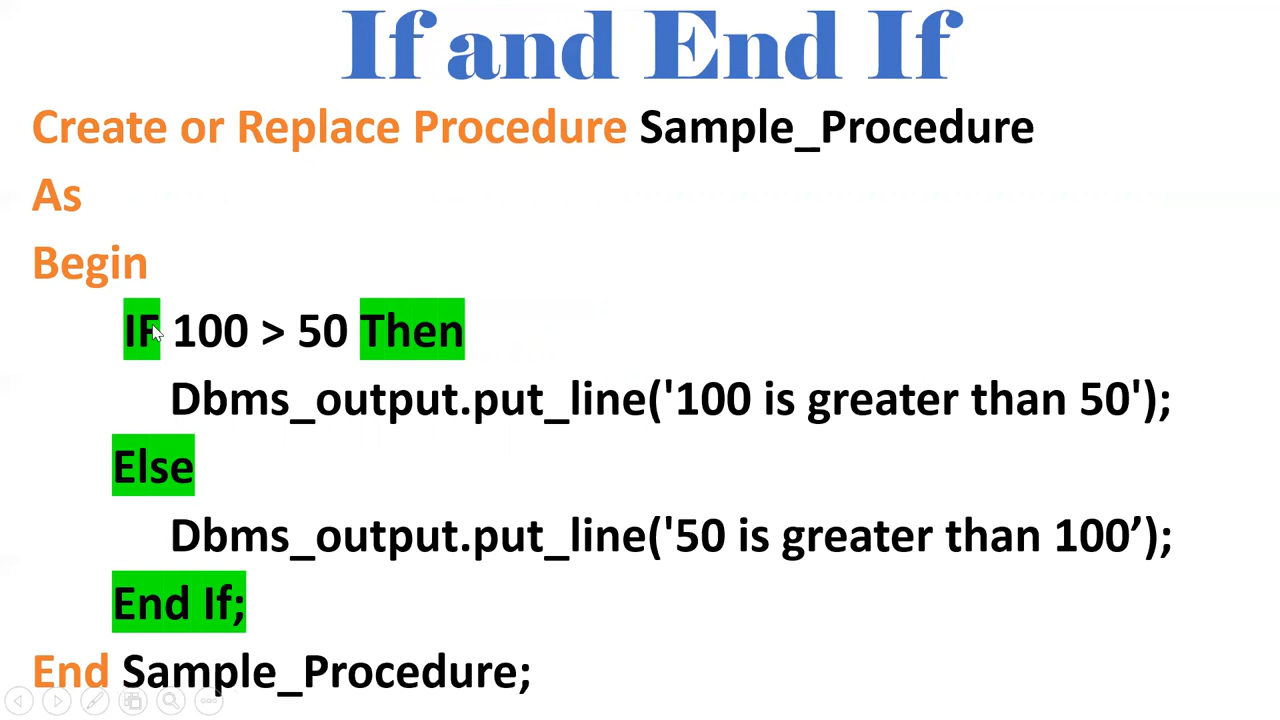 If and End If
Create or Replace Procedure Sample_Procedure
As
Begin
IF 100 > 50 Then
Dbms_output.put_line('100 is greater than 50');
Else
Dbms_output.put_line('50 is greater than 100’);
End If;
End Sample_Procedure;